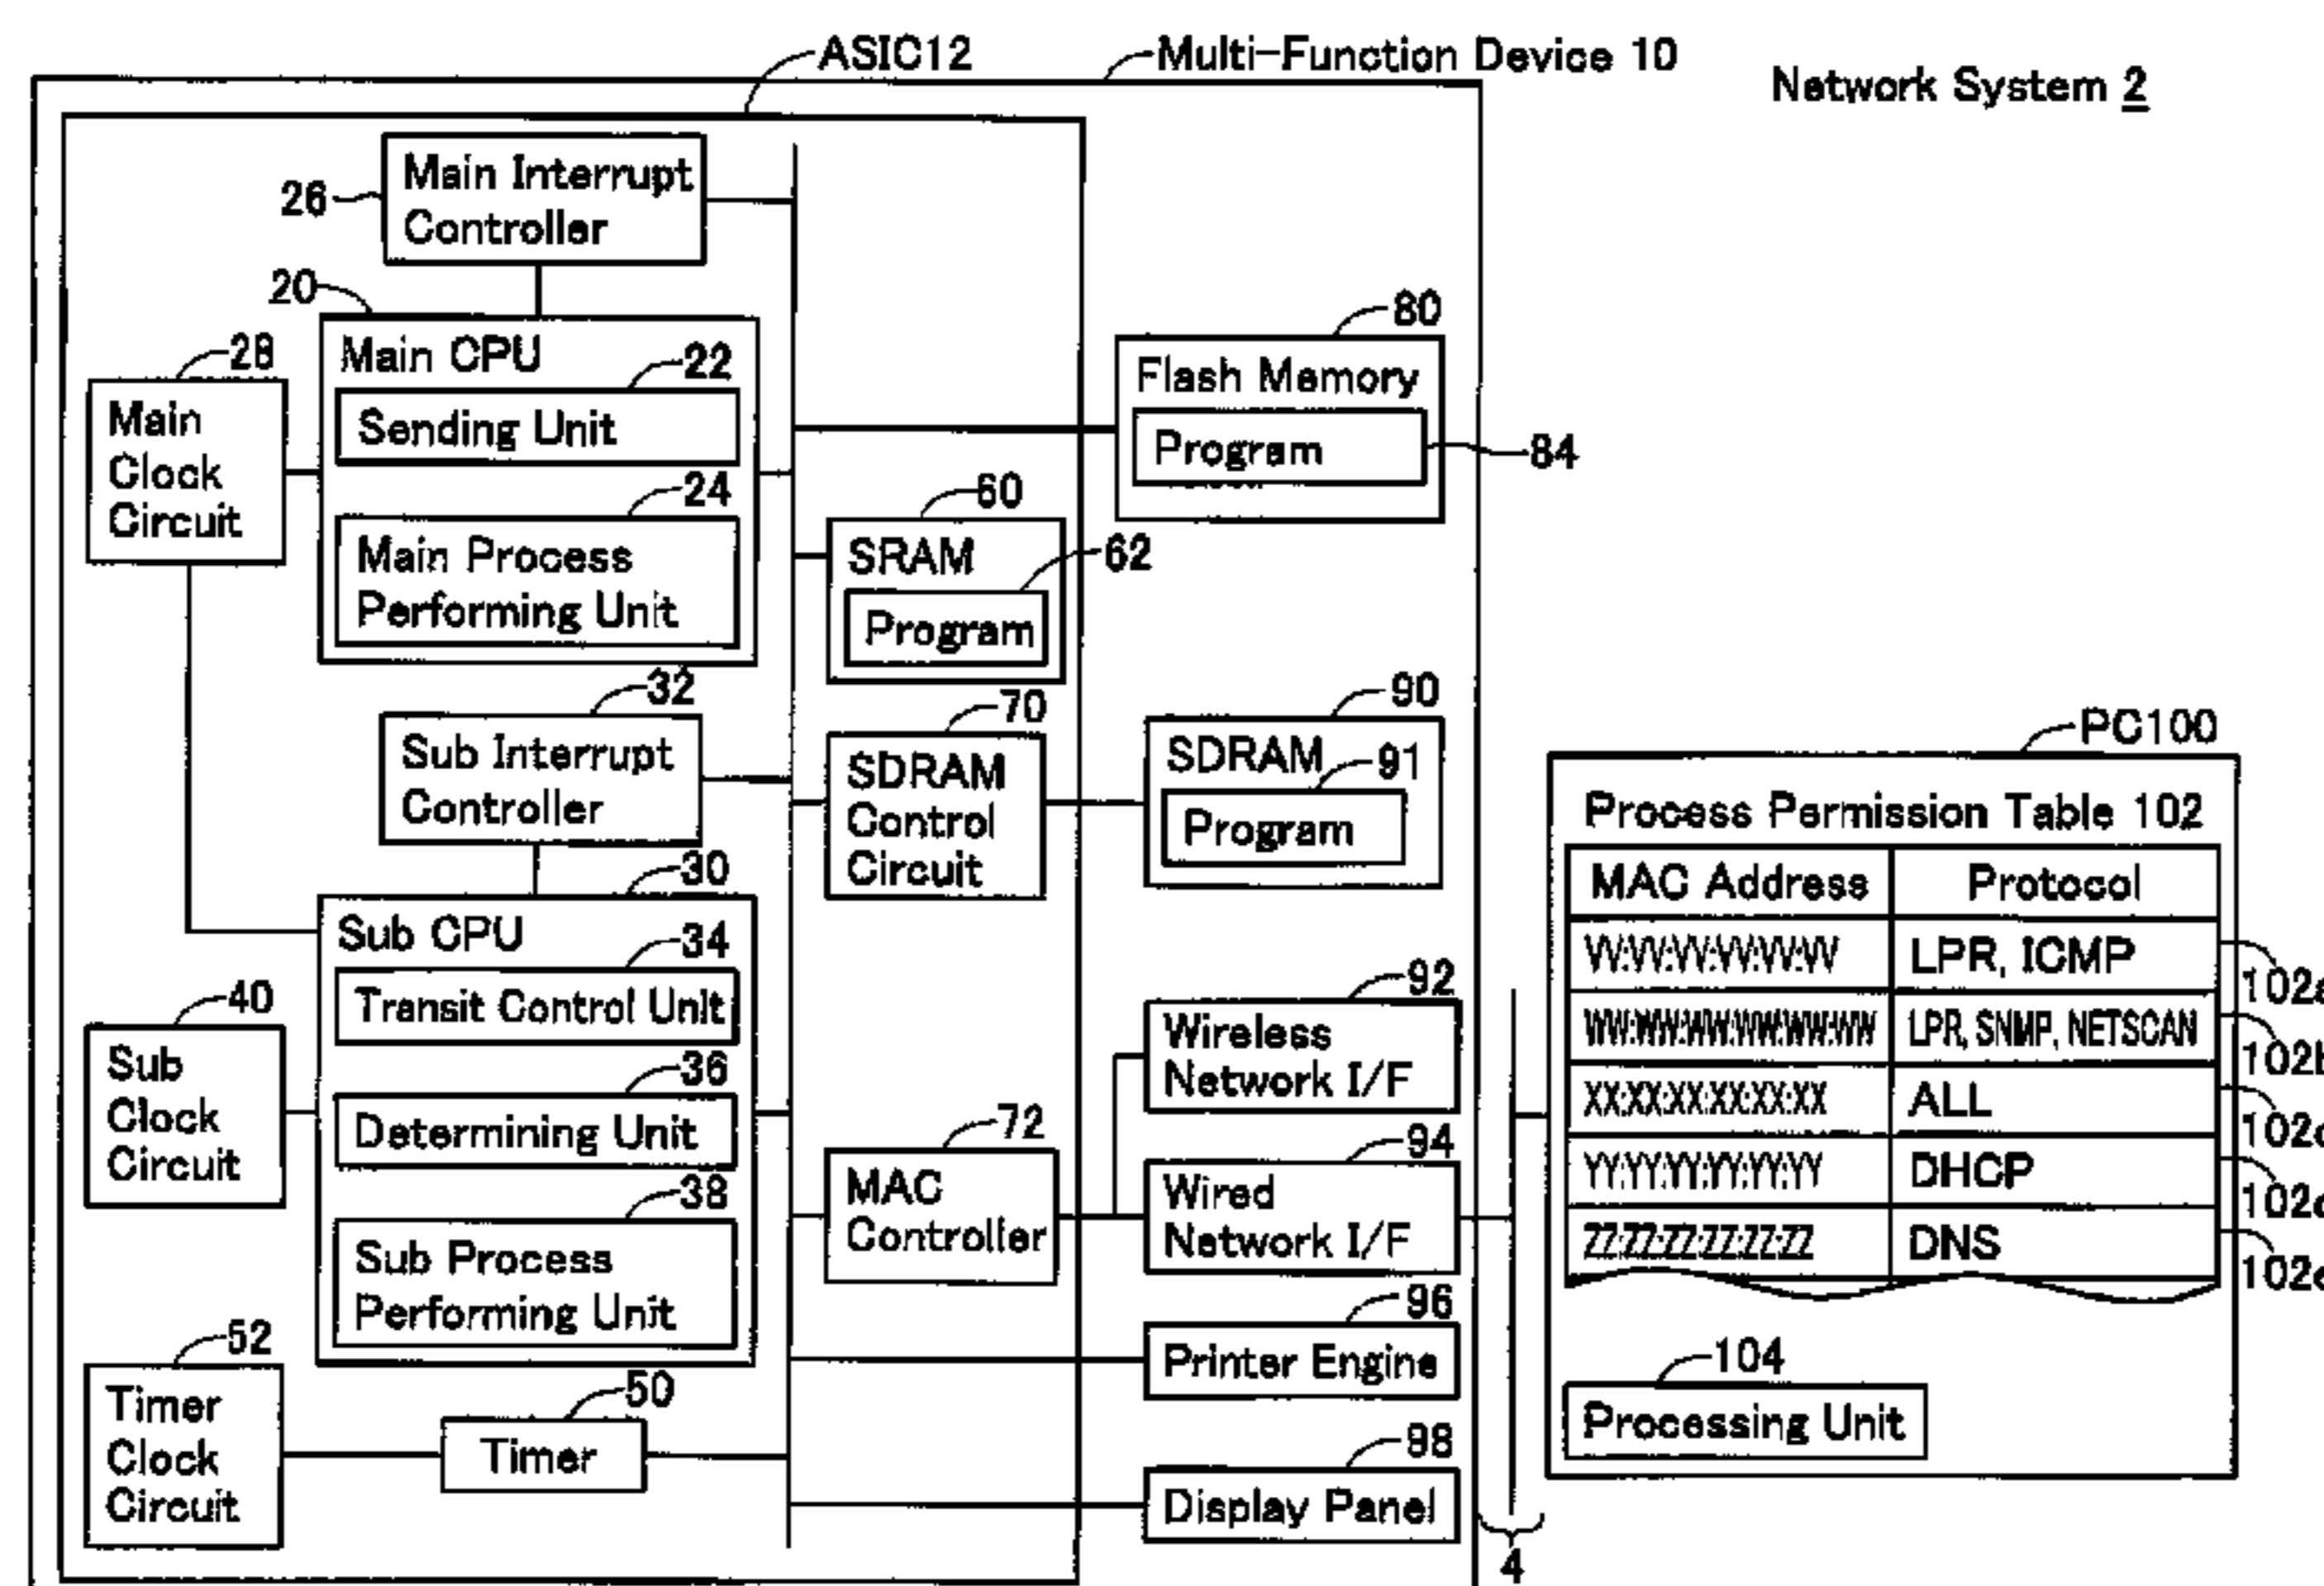 ASIC12
Multi-Function Device 10
Network System 2
26
Main Interrupt
Controller
20
Main CPU
22
Sending Unit
24
Main Process
Performing Unit
28
Main
Clock
Circuit
80
Flash Memory
Program
84
60
SRAM
62
Program
32
Sub Interrupt
Controller
70
SDRAM
Control
Circuit
90
SDRAM
91
Program
30
Sub CPU
34
Transit Control Unit
36
Determining Unit
38
Sub Process
Performing Unit
40
Sub
Clock
Circuit
52
Timer
Clock
Circuit
50
Timer
72
MAC
Controller
92
Wireless
Network I/F
94
Wired
Network I/F
96
Printer Engine
98
Display Panel
4
PC100
Process Permission Table 102
MAC Address Protocol
VV:VV:VV:VV:VV:VV LPR, ICMP
WW:WW:WW:WW:WW:WW LPR, SNMP, NETSCAN
XX:XX:XX:XX:XX:XX ALL
YY:YY:YY:YY:YY:YY DHCP
ZZ:ZZ:ZZ:ZZ:ZZ:ZZ DNS
104
Processing Unit